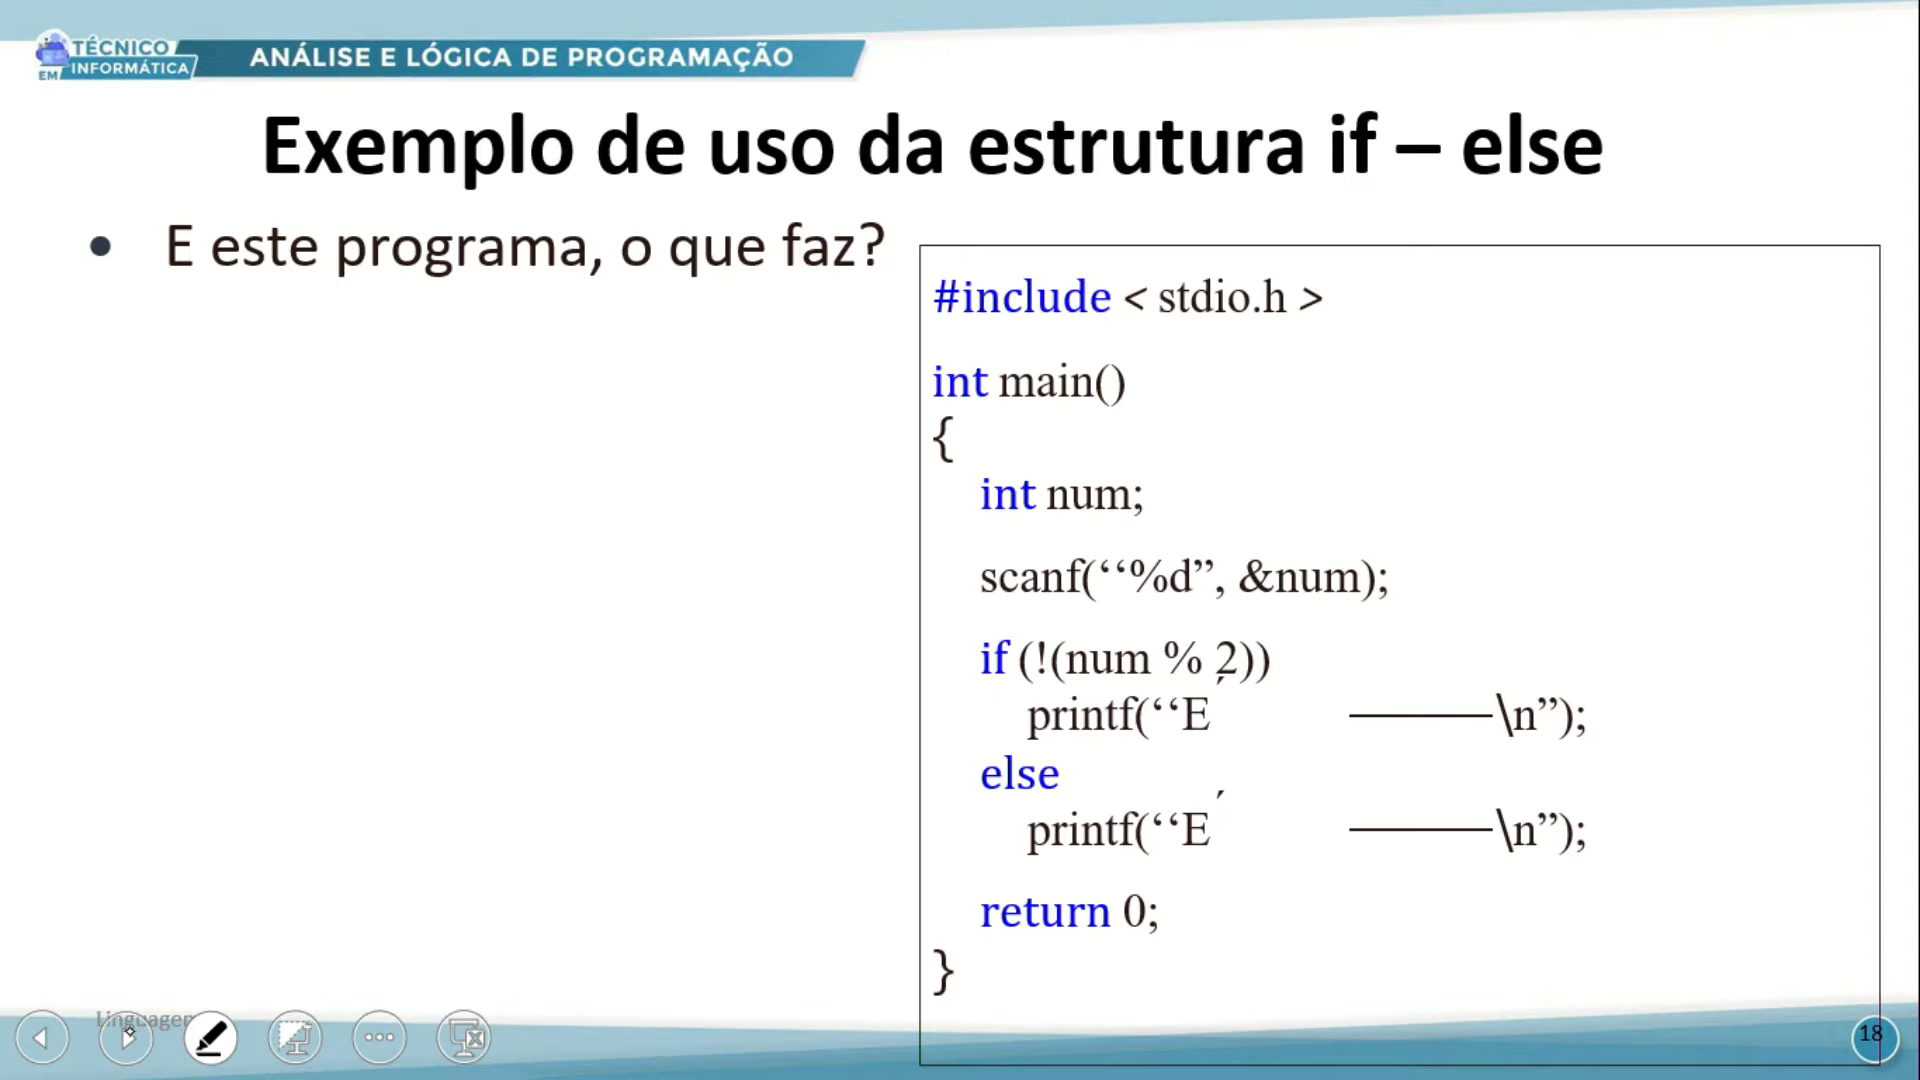 TÉCNICO
EM INFORMÁTICA
ANÁLISE E LÓGICA DE PROGRAMAÇÃO
Exemplo de uso da estrutura if – else
• E este programa, o que faz?
#include < stdio.h >
int main()
{
int num;
scanf(‘‘%d”, &num);
if (!(num % 2))
printf(‘‘E´ ———\n”);
else
printf(‘‘E´ ———\n”);
return 0;
}
18